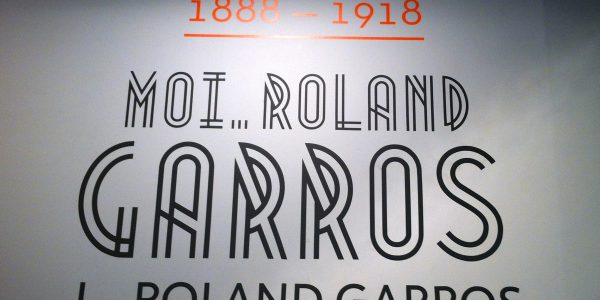 1888 — 1918
MOI... ROLAND
GARROS
I... ROLAND GARROS